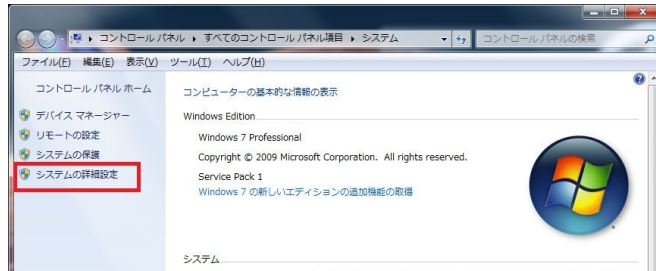 コントロール パネル ▸ すべてのコントロール パネル項目 ▸ システム
コントロール パネルの検索
ファイル(F) 編集(E) 表示(V) ツール(T) ヘルプ(H)
コントロール パネル ホーム
デバイス マネージャー
リモートの設定
システムの保護
システムの詳細設定
コンピューターの基本的な情報の表示
Windows Edition
Windows 7 Professional
Copyright © 2009 Microsoft Corporation. All rights reserved.
Service Pack 1
Windows 7 の新しいエディションの追加機能の取得
システム